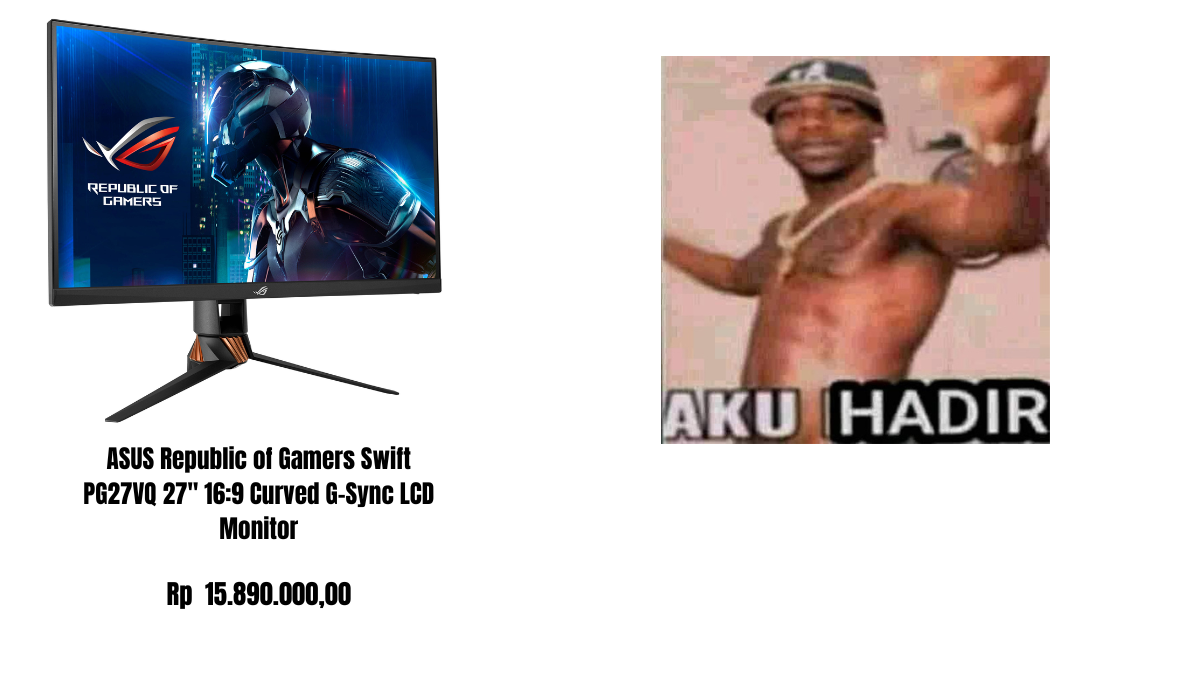 REPUBLIC OF
GAMERS
ASUS Republic of Gamers Swift
PG27VQ 27" 16:9 Curved G-Sync LCD
Monitor
Rp 15.890.000,00
AKU HADIR